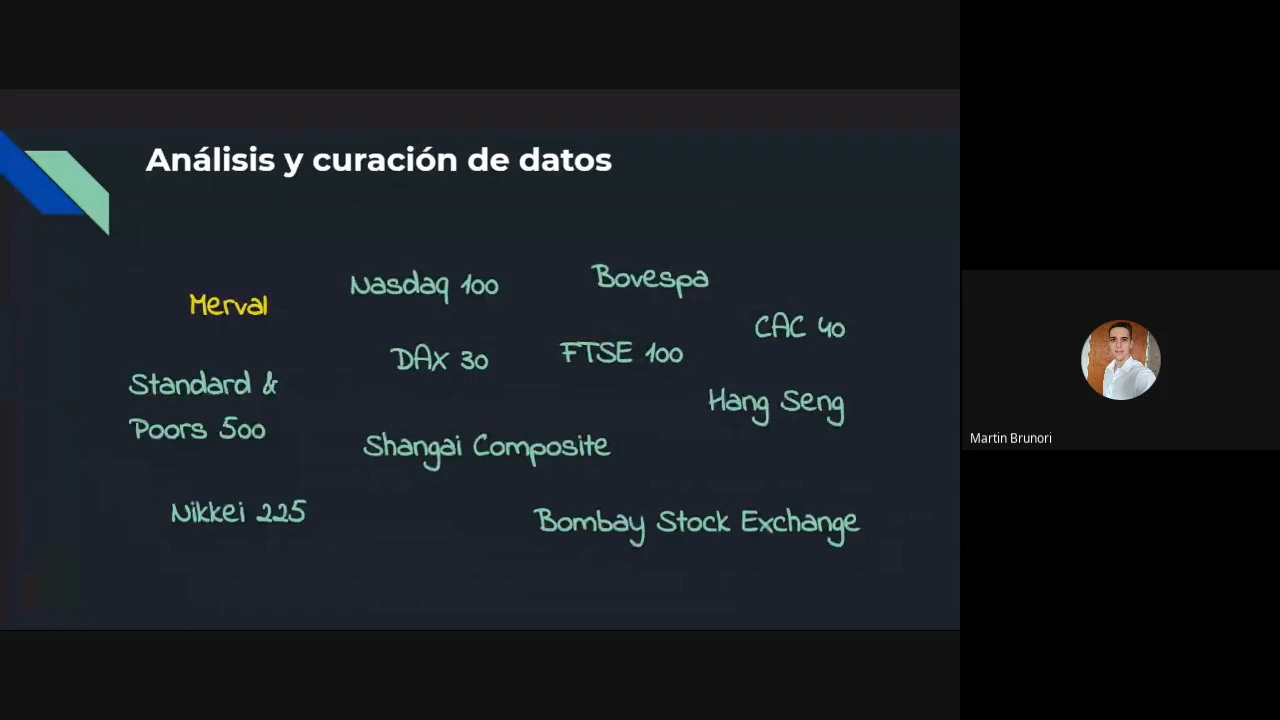 Análisis y curación de datos
Nasdaq 100
Bovespa
Merval
CAC 40
DAX 30
FTSE 100
Standard &
Poors 500
Hang Seng
Shangai Composite
Nikkei 225
Bombay Stock Exchange
Martin Brunori